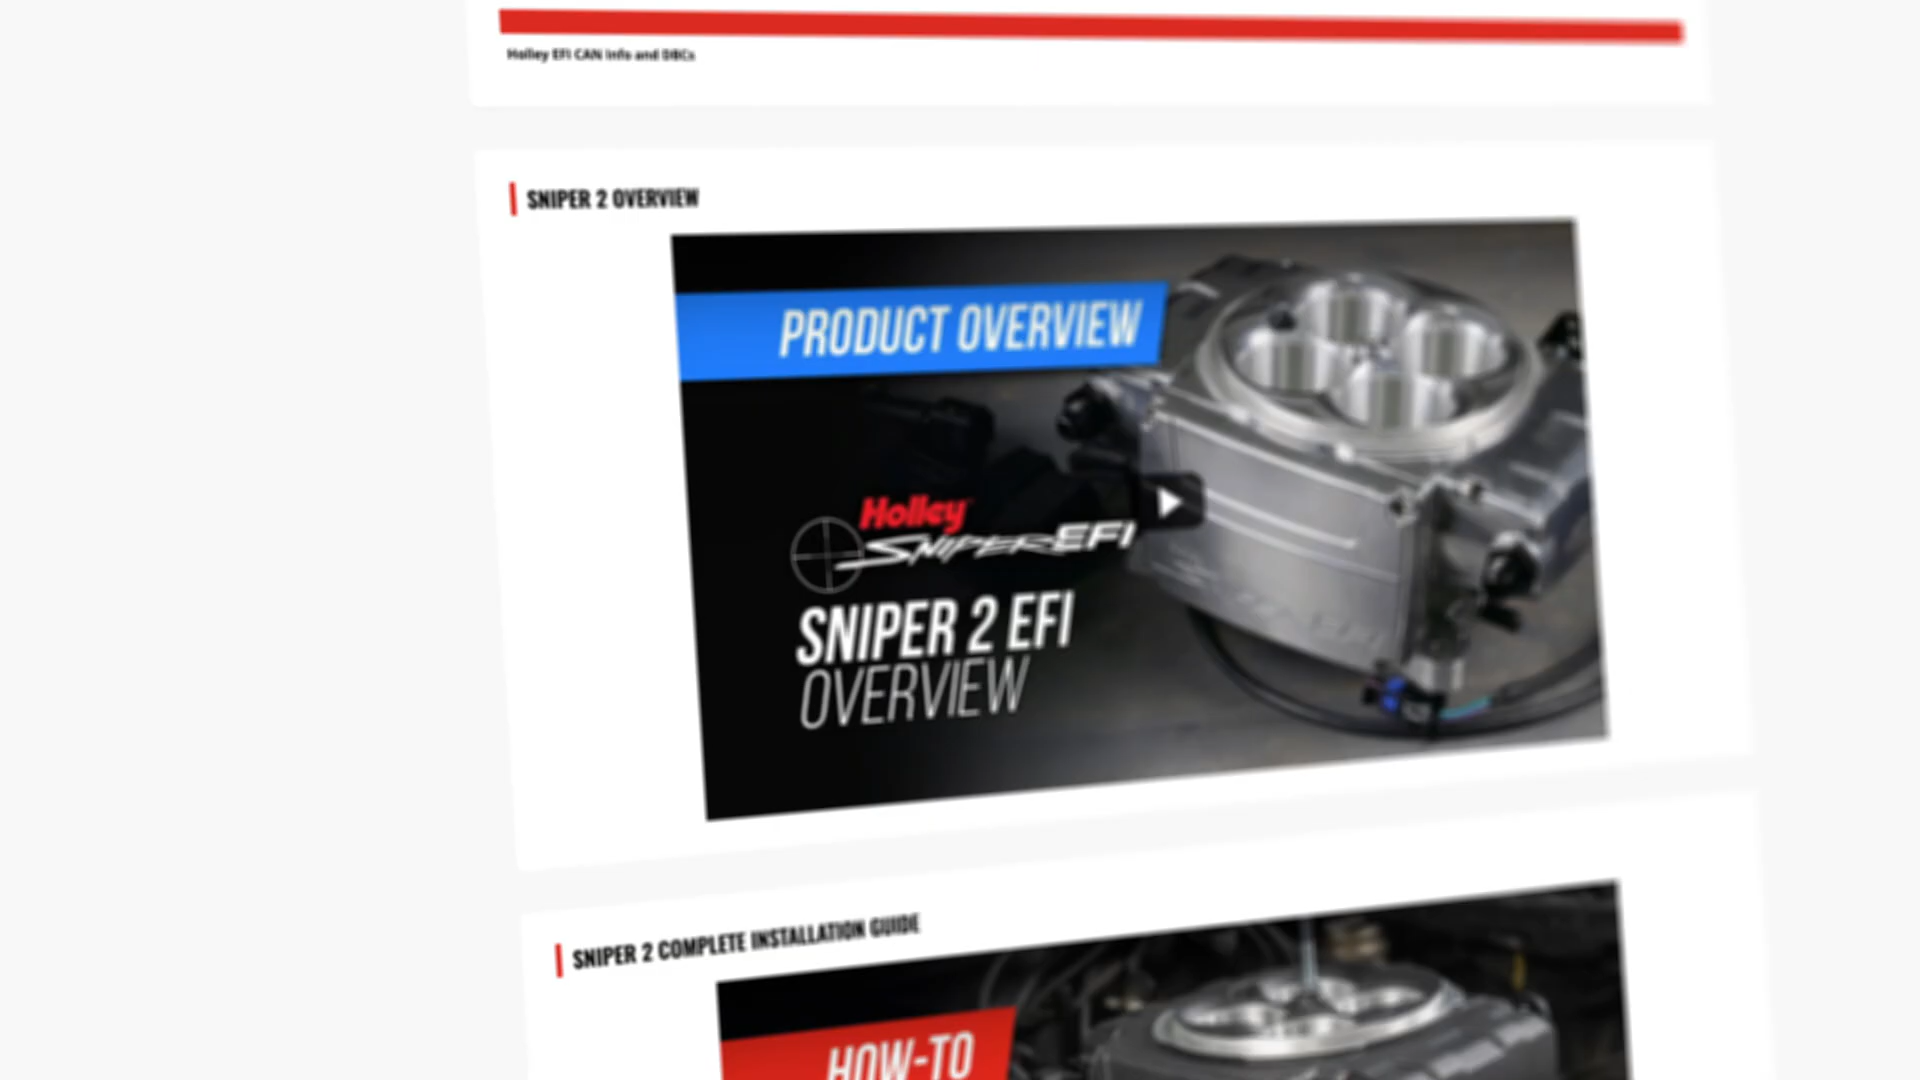 Holley EFI CAN Info and DBCs
SNIPER 2 OVERVIEW
PRODUCT OVERVIEW
Holley
SNIPER EFI
SNIPER 2 EFI
OVERVIEW
SNIPER 2 COMPLETE INSTALLATION GUIDE
HOW-TO